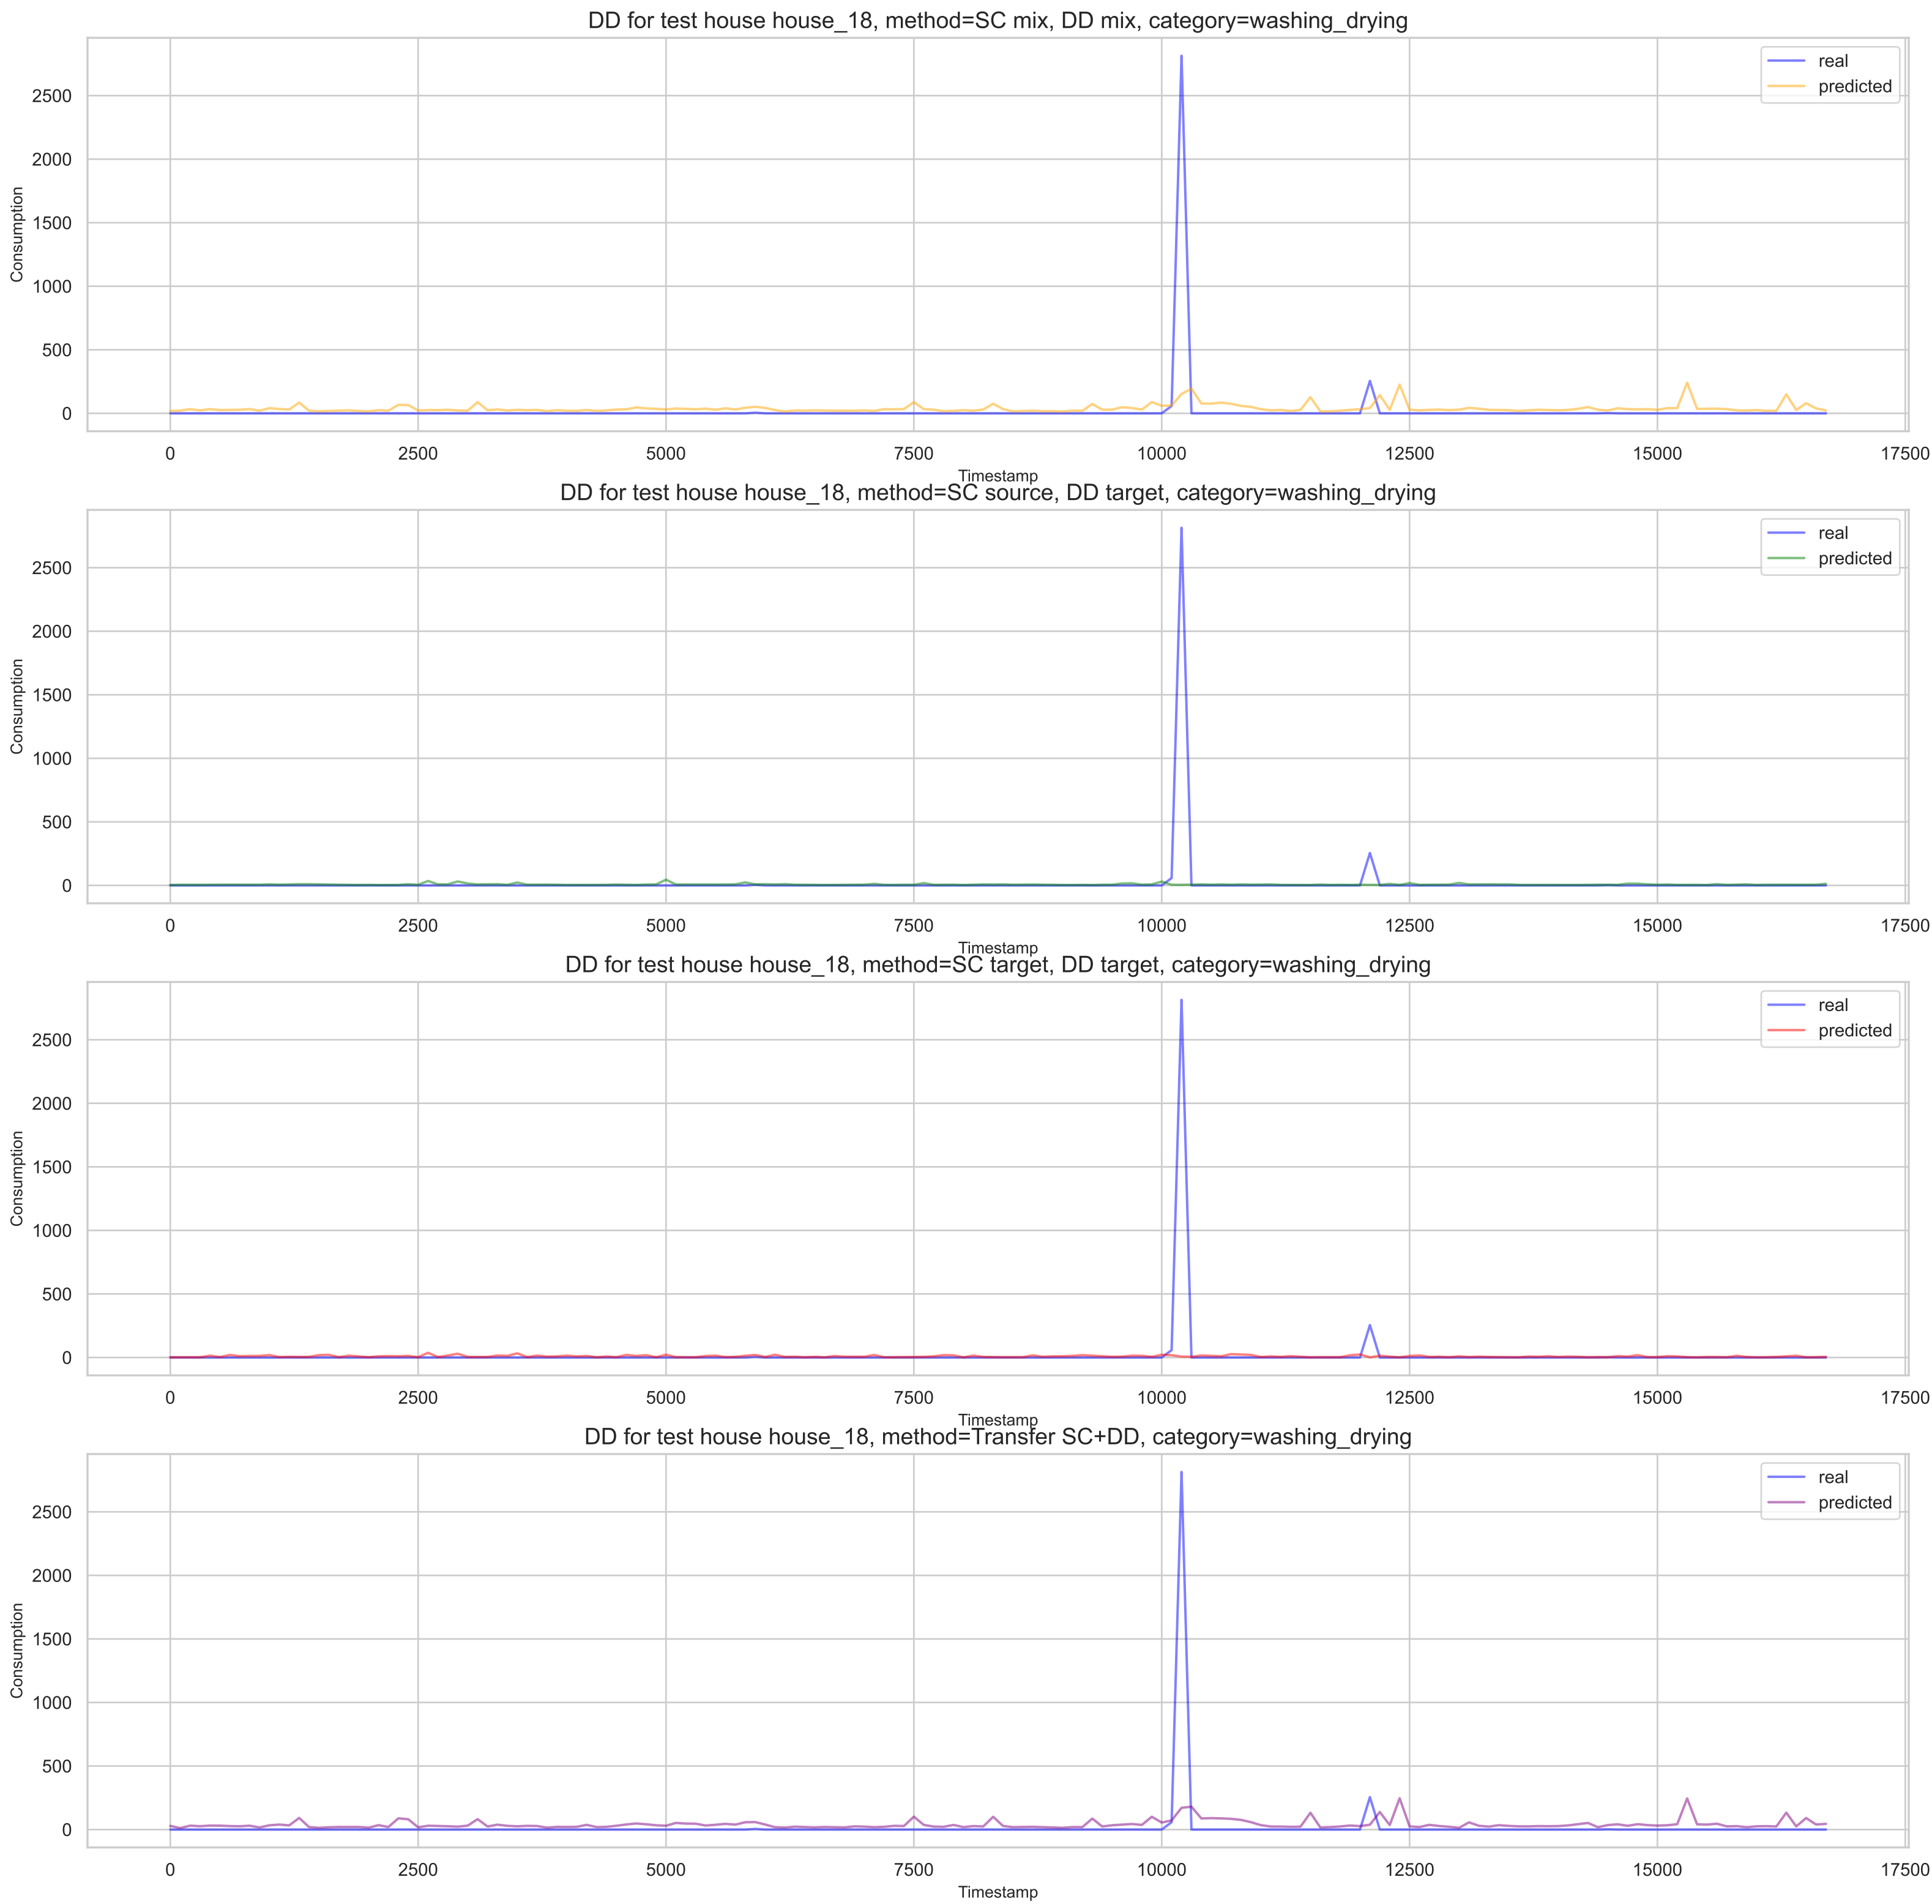 DD for test house house_18, method=SC mix, DD mix, category=washing_drying
real
predicted
2500
2000
1500
1000
500
0
Consumption
0 2500 5000 7500 10000 12500 15000 17500
Timestamp
DD for test house house_18, method=SC source, DD target, category=washing_drying
real
predicted
2500
2000
1500
1000
500
0
Consumption
0 2500 5000 7500 10000 12500 15000 17500
Timestamp
DD for test house house_18, method=SC target, DD target, category=washing_drying
real
predicted
2500
2000
1500
1000
500
0
Consumption
0 2500 5000 7500 10000 12500 15000 17500
Timestamp
DD for test house house_18, method=Transfer SC+DD, category=washing_drying
real
predicted
2500
2000
1500
1000
500
0
Consumption
0 2500 5000 7500 10000 12500 15000 17500
Timestamp